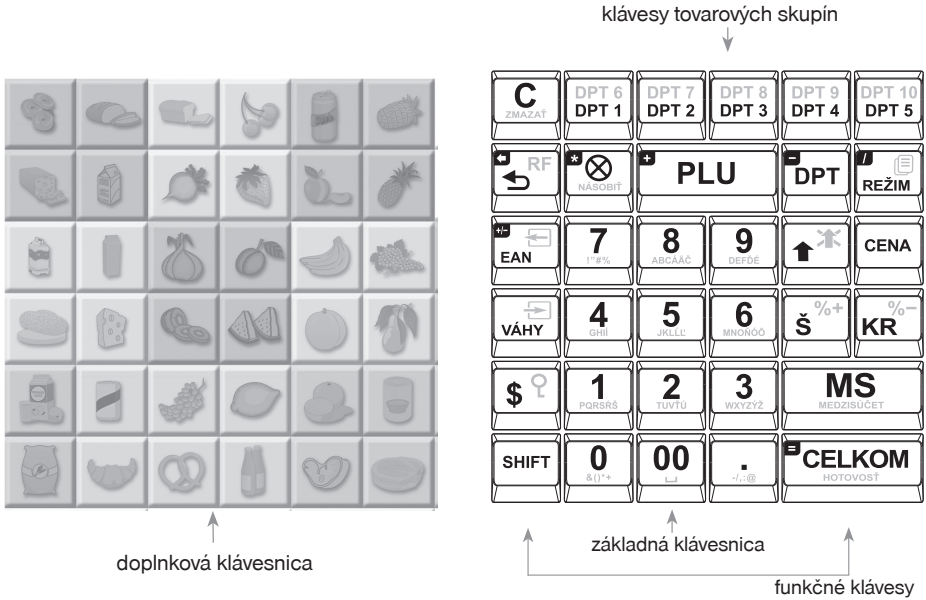 klávesy tovarových skupín
C ZMAZAŤ
DPT 6 DPT 1
DPT 7 DPT 2
DPT 8 DPT 3
DPT 9 DPT 4
DPT 10 DPT 5
RF
* NÁSOBIŤ
+ PLU
- DPT
/ REŽIM
+/- EAN
7 !"#%
8 ABCÁÄČ
9 DEFĎÉ
CENA
VÁHY
4 GHIÍ
5 JKLĹĽ
6 MNOŇÓÔ
%+ Š
%– KR
$
1 PQRSŔŠ
2 TUVŤÚ
3 WXYZÝŽ
MS MEDZISÚČET
SHIFT
0 &()*+
00
. -/,:@
= CELKOM HOTOVOSŤ
doplnková klávesnica
základná klávesnica
funkčné klávesy